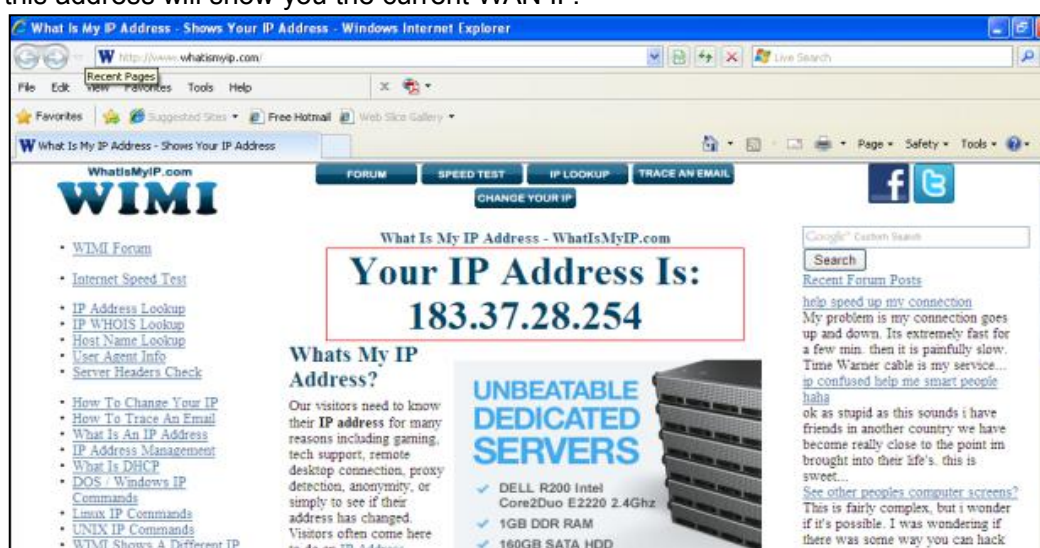 this address will show you the current WAN IP.
What Is My IP Address - Shows Your IP Address - Windows Internet Explorer
http://www.whatismyip.com/
Live Search
Recent Pages
File Edit View Favorites Tools Help
Favorites Suggested Sites Free Hotmail Web Slice Gallery
What Is My IP Address - Shows Your IP Address
Page Safety Tools
WhatIsMyIP.com
WIMI
FORUM SPEED TEST IP LOOKUP TRACE AN EMAIL
CHANGE YOUR IP
What Is My IP Address - WhatIsMyIP.com
Your IP Address Is:
183.37.28.254
• WIMI Forum
• Internet Speed Test
• IP Address Lookup
• IP WHOIS Lookup
• Host Name Lookup
• User Agent Info
• Server Headers Check
• How To Change Your IP
• How To Trace An Email
• What Is An IP Address
• IP Address Management
• What Is DHCP
• DOS / Windows IP
Commands
• Linux IP Commands
• UNIX IP Commands
• WIMI Shows A Different IP
Whats My IP
Address?
Our visitors need to know
their IP address for many
reasons including gaming,
tech support, remote
desktop connection, proxy
detection, anonymity, or
simply to see if their
address has changed.
Visitors often come here
to do an IP Address
UNBEATABLE
DEDICATED
SERVERS
DELL R200 Intel
Core2Duo E2220 2.4Ghz
1GB DDR RAM
160GB SATA HDD
f t
Google Custom Search
Search
Recent Forum Posts
help speed up my connection
My problem is my connection goes
up and down. Its extremely fast for
a few min. then it is painfully slow.
Time Warner cable is my service...
ip confused help me smart people
haha
ok as stupid as this sounds i have
friends in another country we have
become really close to the point im
brought into their life's. this is
sweet...
See other peoples computer screens?
This is fairly complex, but i wonder
if it's possible. I was wondering if
there was some way you can hack